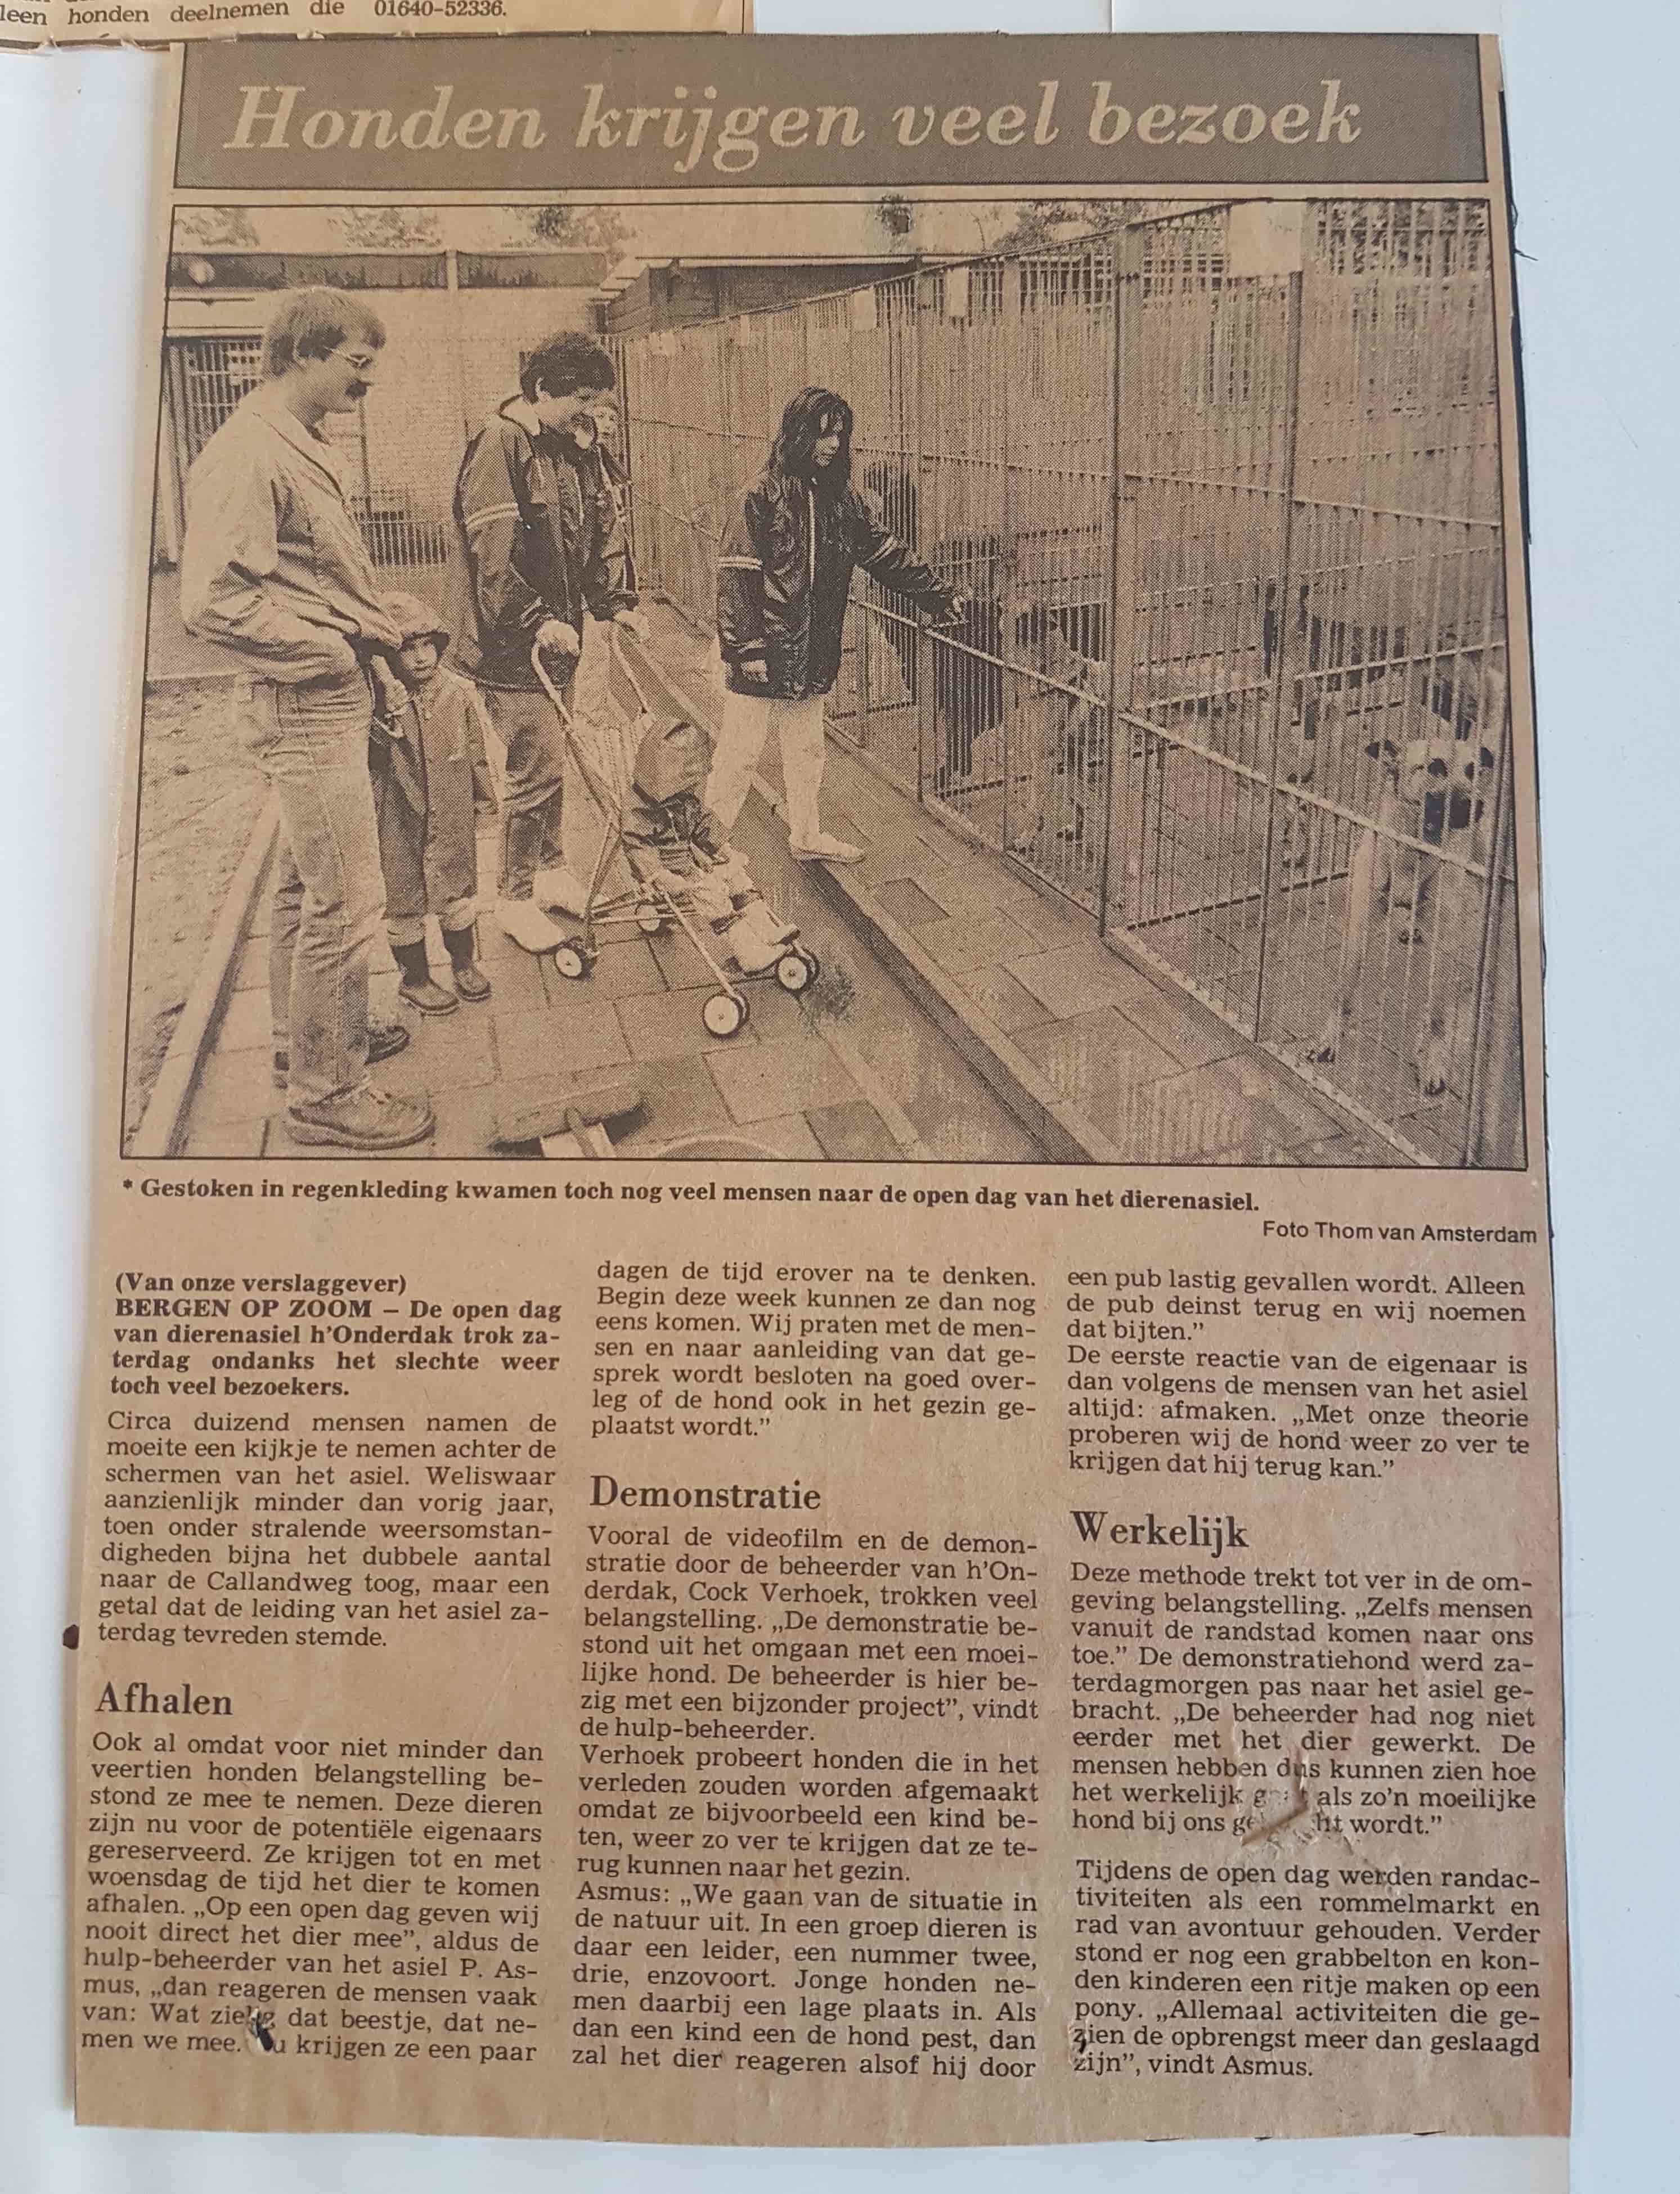 leen honden deelnemen die 01640-52336.
Honden krijgen veel bezoek
* Gestoken in regenkleding kwamen toch nog veel mensen naar de open dag van het dierenasiel.
Foto Thom van Amsterdam
(Van onze verslaggever)
BERGEN OP ZOOM – De open dag
van dierenasiel h'Onderdak trok za-
terdag ondanks het slechte weer
toch veel bezoekers.
Circa duizend mensen namen de
moeite een kijkje te nemen achter de
schermen van het asiel. Weliswaar
aanzienlijk minder dan vorig jaar,
toen onder stralende weersomstan-
digheden bijna het dubbele aantal
naar de Callandweg toog, maar een
getal dat de leiding van het asiel za-
terdag tevreden stemde.
Afhalen
Ook al omdat voor niet minder dan
veertien honden belangstelling be-
stond ze mee te nemen. Deze dieren
zijn nu voor de potentiële eigenaars
gereserveerd. Ze krijgen tot en met
woensdag de tijd het dier te komen
afhalen. „Op een open dag geven wij
nooit direct het dier mee”, aldus de
hulp-beheerder van het asiel P. As-
mus, „dan reageren de mensen vaak
van: Wat zielig dat beestje, dat ne-
men we mee. Nu krijgen ze een paar
dagen de tijd erover na te denken.
Begin deze week kunnen ze dan nog
eens komen. Wij praten met de men-
sen en naar aanleiding van dat ge-
sprek wordt besloten na goed over-
leg of de hond ook in het gezin ge-
plaatst wordt.”
Demonstratie
Vooral de videofilm en de demon-
stratie door de beheerder van h'On-
derdak, Cock Verhoek, trokken veel
belangstelling. „De demonstratie be-
stond uit het omgaan met een moei-
lijke hond. De beheerder is hier be-
zig met een bijzonder project”, vindt
de hulp-beheerder.
Verhoek probeert honden die in het
verleden zouden worden afgemaakt
omdat ze bijvoorbeeld een kind be-
ten, weer zo ver te krijgen dat ze te-
rug kunnen naar het gezin.
Asmus: „We gaan van de situatie in
de natuur uit. In een groep dieren is
daar een leider, een nummer twee,
drie, enzovoort. Jonge honden ne-
men daarbij een lage plaats in. Als
dan een kind een de hond pest, dan
zal het dier reageren alsof hij door
een pub lastig gevallen wordt. Alleen
de pub deinst terug en wij noemen
dat bijten.”
De eerste reactie van de eigenaar is
dan volgens de mensen van het asiel
altijd: afmaken. „Met onze theorie
proberen wij de hond weer zo ver te
krijgen dat hij terug kan.”
Werkelijk
Deze methode trekt tot ver in de om-
geving belangstelling. „Zelfs mensen
vanuit de randstad komen naar ons
toe.” De demonstratiehond werd za-
terdagmorgen pas naar het asiel ge-
bracht. „De beheerder had nog niet
eerder met het dier gewerkt. De
mensen hebben dus kunnen zien hoe
het werkelijk als zo'n moeilijke
hond bij ons wordt.”
Tijdens de open dag werden randac-
tiviteiten als een rommelmarkt en
rad van avontuur gehouden. Verder
stond er nog een grabbelton en kon-
den kinderen een ritje maken op een
pony. „Allemaal activiteiten die ge-
zien de opbrengst meer dan geslaagd
zijn”, vindt Asmus.